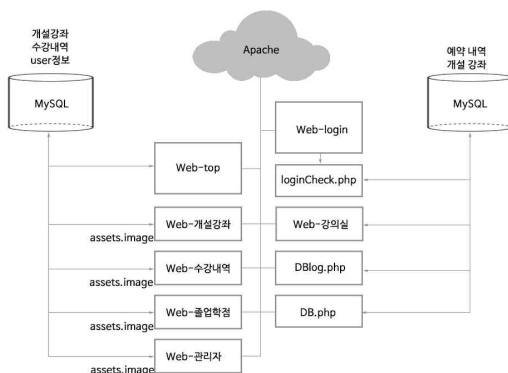 개설강좌
수강내역
user정보
MySQL
Apache
예약 내역
개설 강좌
MySQL
Web-login
Web-top
loginCheck.php
Web-개설강좌
Web-강의실
assets.image
Web-수강내역
DBlog.php
assets.image
Web-졸업학점
DB.php
assets.image
Web-관리자
assets.image